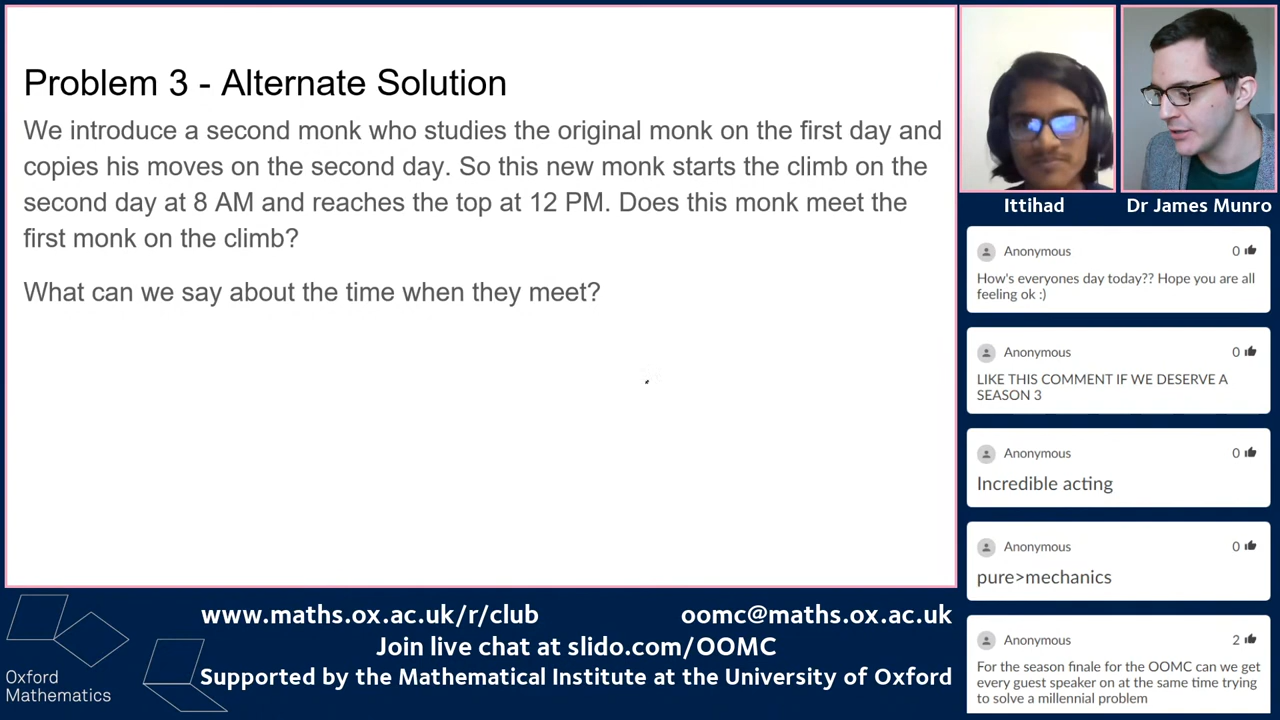 Problem 3 - Alternate Solution
We introduce a second monk who studies the original monk on the first day and
copies his moves on the second day. So this new monk starts the climb on the
second day at 8 AM and reaches the top at 12 PM. Does this monk meet the
first monk on the climb?
What can we say about the time when they meet?
Ittihad
Dr James Munro
Anonymous
0
How's everyones day today?? Hope you are all
feeling ok :)
Anonymous
0
LIKE THIS COMMENT IF WE DESERVE A
SEASON 3
Anonymous
0
Incredible acting
Anonymous
0
pure>mechanics
Anonymous
2
For the season finale for the OOMC can we get
every guest speaker on at the same time trying
to solve a millennial problem
www.maths.ox.ac.uk/r/club
oomc@maths.ox.ac.uk
Join live chat at slido.com/OOMC
Supported by the Mathematical Institute at the University of Oxford
Oxford
Mathematics